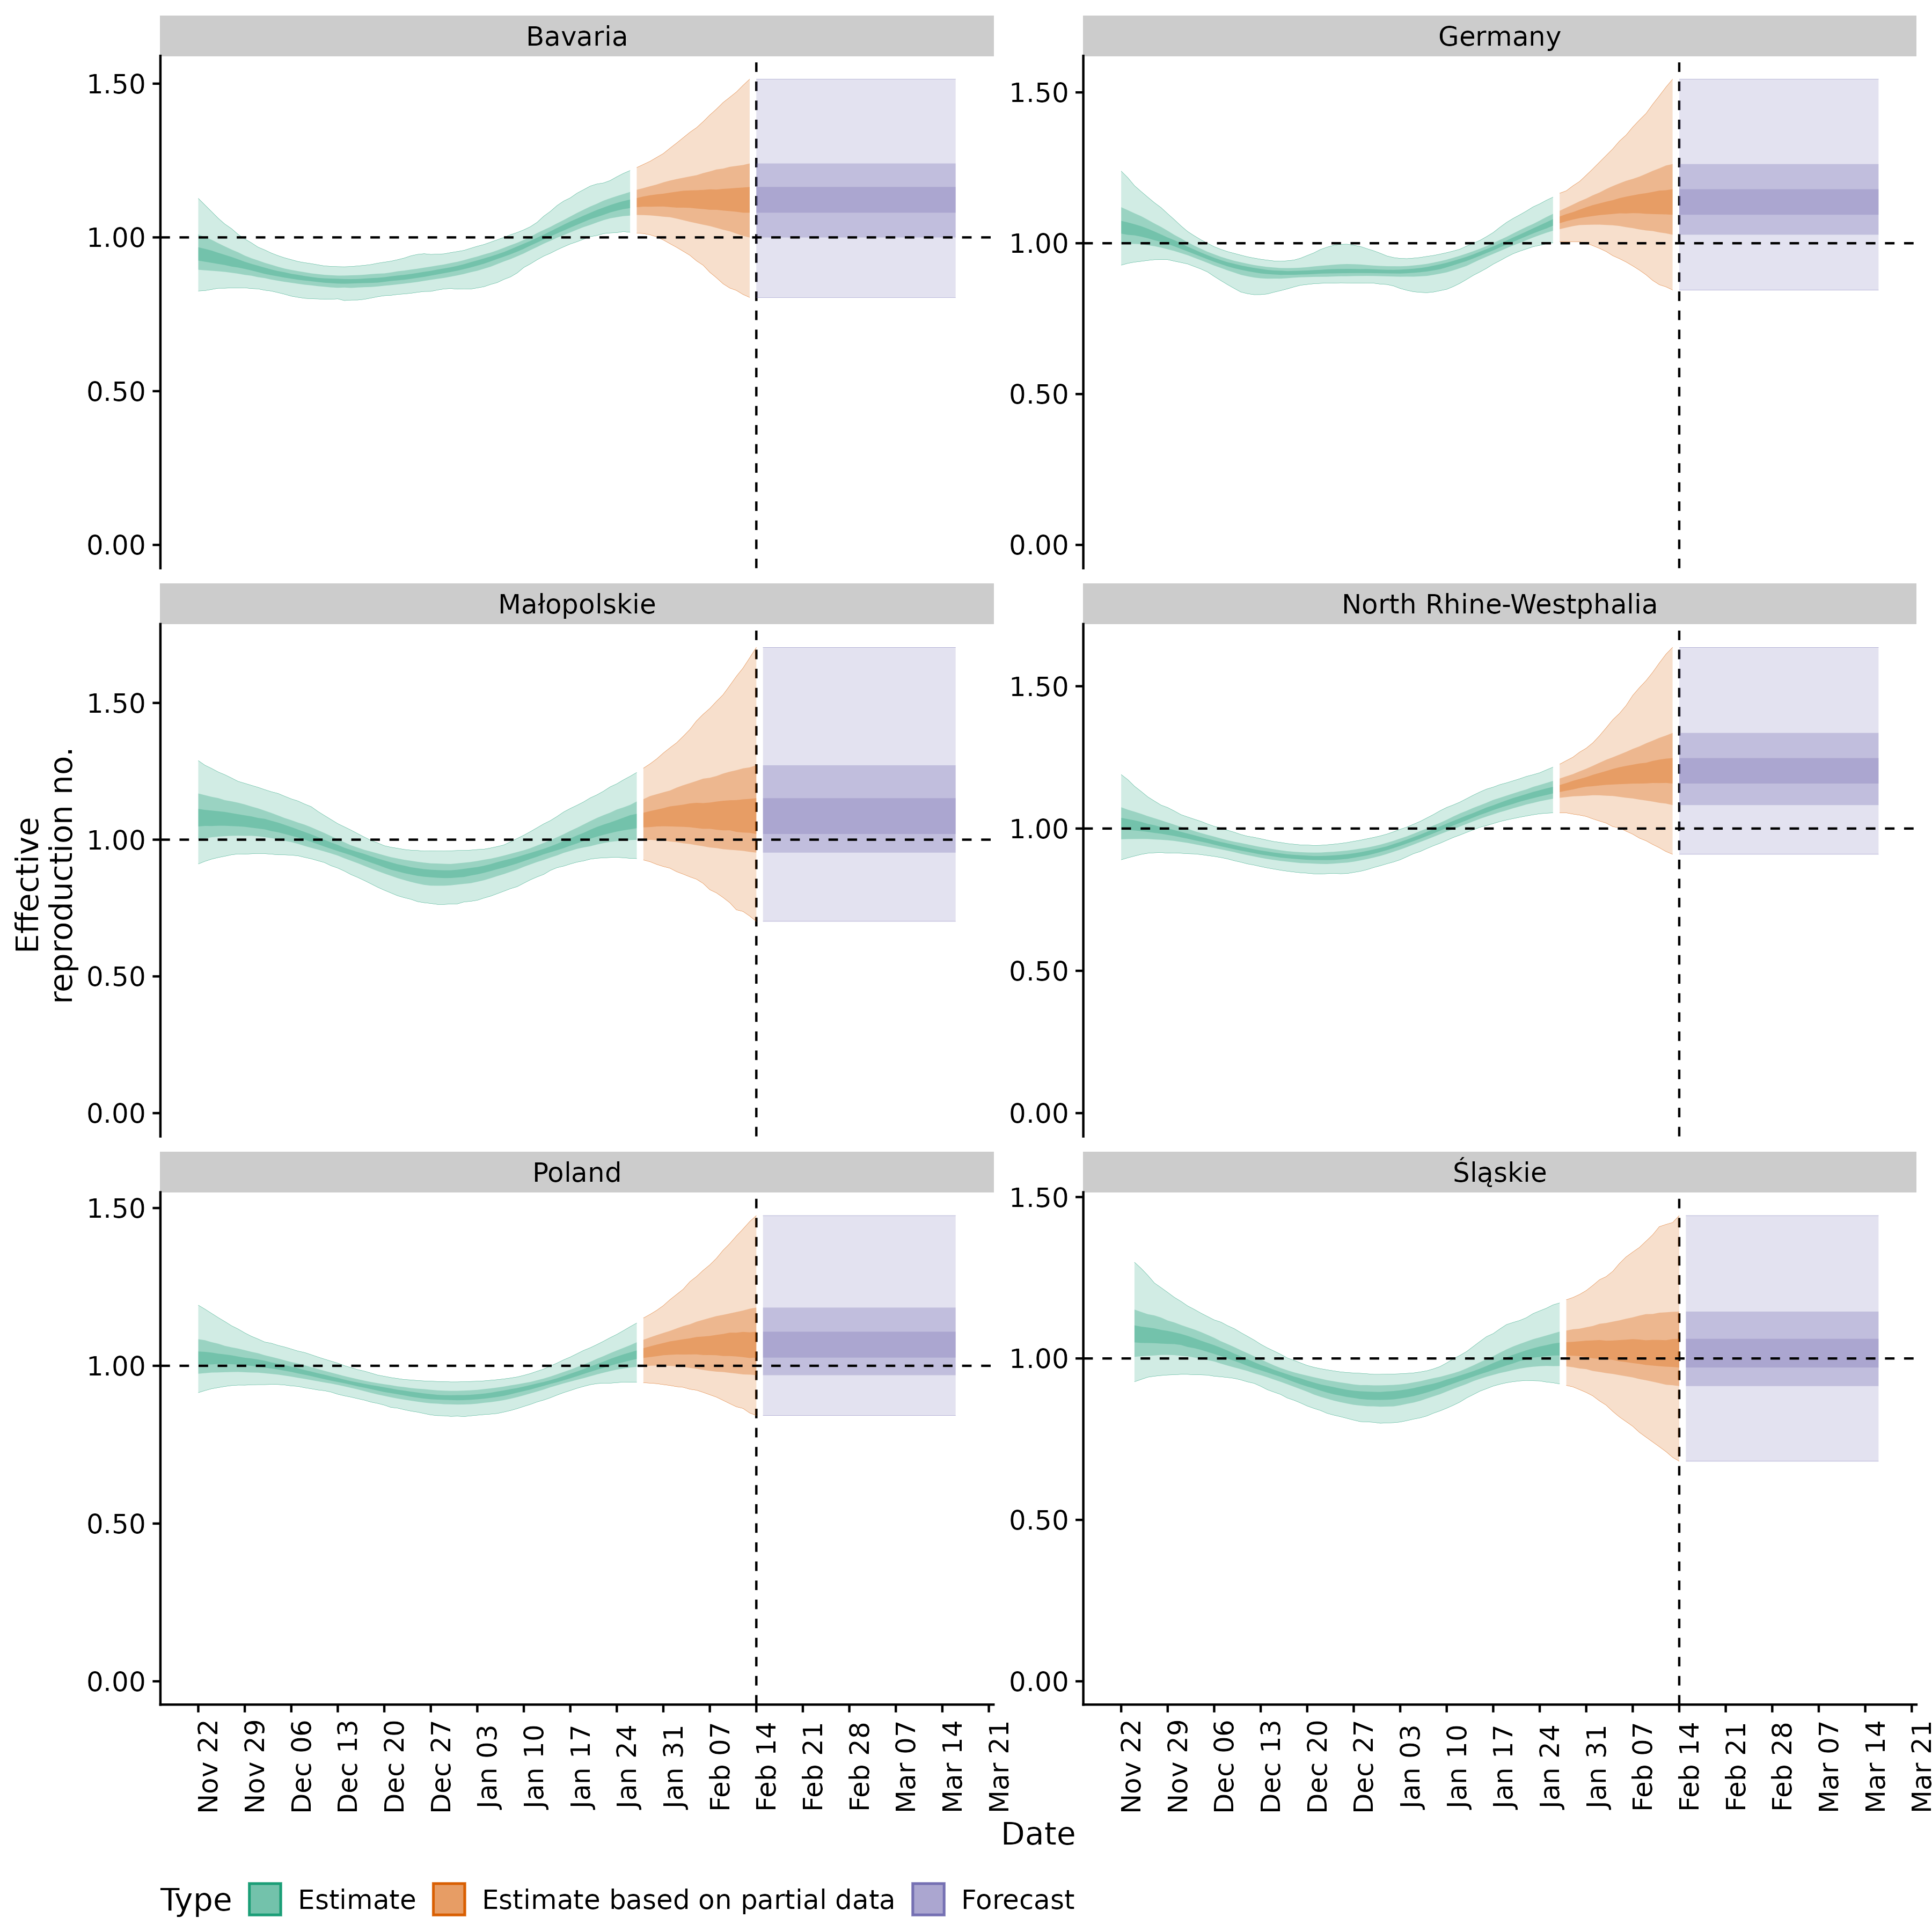 Bavaria
Germany
1.50
1.00
0.50
0.00
1.50
1.00
0.50
0.00
Małopolskie
North Rhine-Westphalia
1.50
1.00
0.50
0.00
1.50
1.00
0.50
0.00
Poland
Śląskie
1.50
1.00
0.50
0.00
1.50
1.00
0.50
0.00
Effective
reproduction no.
Nov 22
Nov 29
Dec 06
Dec 13
Dec 20
Dec 27
Jan 03
Jan 10
Jan 17
Jan 24
Jan 31
Feb 07
Feb 14
Feb 21
Feb 28
Mar 07
Mar 14
Mar 21
Nov 22
Nov 29
Dec 06
Dec 13
Dec 20
Dec 27
Jan 03
Jan 10
Jan 17
Jan 24
Jan 31
Feb 07
Feb 14
Feb 21
Feb 28
Mar 07
Mar 14
Mar 21
Date
Type Estimate Estimate based on partial data Forecast